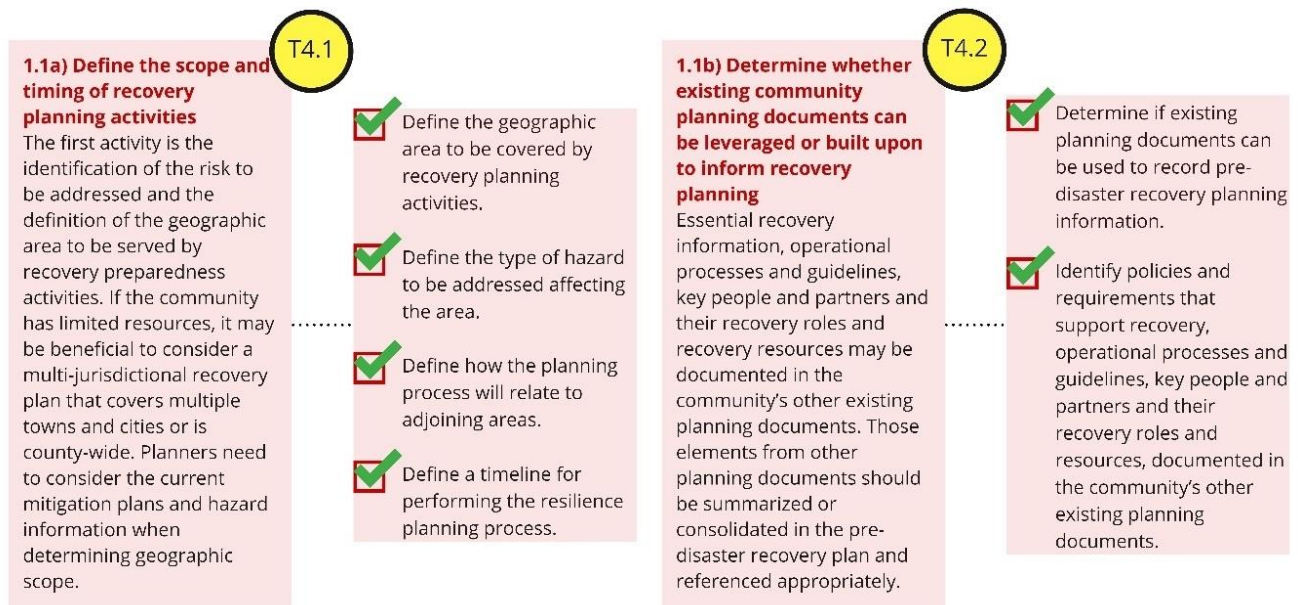 T4.1
1.1a) Define the scope and
timing of recovery
planning activities
The first activity is the
identification of the risk to
be addressed and the
definition of the geographic
area to be served by
recovery preparedness
activities. If the community
has limited resources, it may
be beneficial to consider a
multi-jurisdictional recovery
plan that covers multiple
towns and cities or is
county-wide. Planners need
to consider the current
mitigation plans and hazard
information when
determining geographic
scope.
Define the geographic
area to be covered by
recovery planning
activities.
Define the type of hazard
to be addressed affecting
the area.
Define how the planning
process will relate to
adjoining areas.
Define a timeline for
performing the resilience
planning process.
T4.2
1.1b) Determine whether
existing community
planning documents can
be leveraged or built upon
to inform recovery
planning
Essential recovery
information, operational
processes and guidelines,
key people and partners and
their recovery roles and
recovery resources may be
documented in the
community’s other existing
planning documents. Those
elements from other
planning documents should
be summarized or
consolidated in the pre-
disaster recovery plan and
referenced appropriately.
Determine if existing
planning documents can
be used to record pre-
disaster recovery planning
information.
Identify policies and
requirements that
support recovery,
operational processes and
guidelines, key people and
partners and their
recovery roles and
resources, documented in
the community’s other
existing planning
documents.